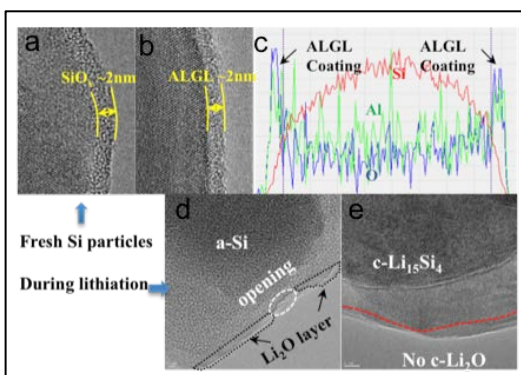 a
b
c
SiOₓ ~2nm
ALGL ~2nm
ALGL
Coating
ALGL
Coating
Si
Al
O
Fresh Si particles
During lithiation
d
a-Si
opening
Li₂O layer
e
c-Li₁₅Si₄
No c-Li₂O